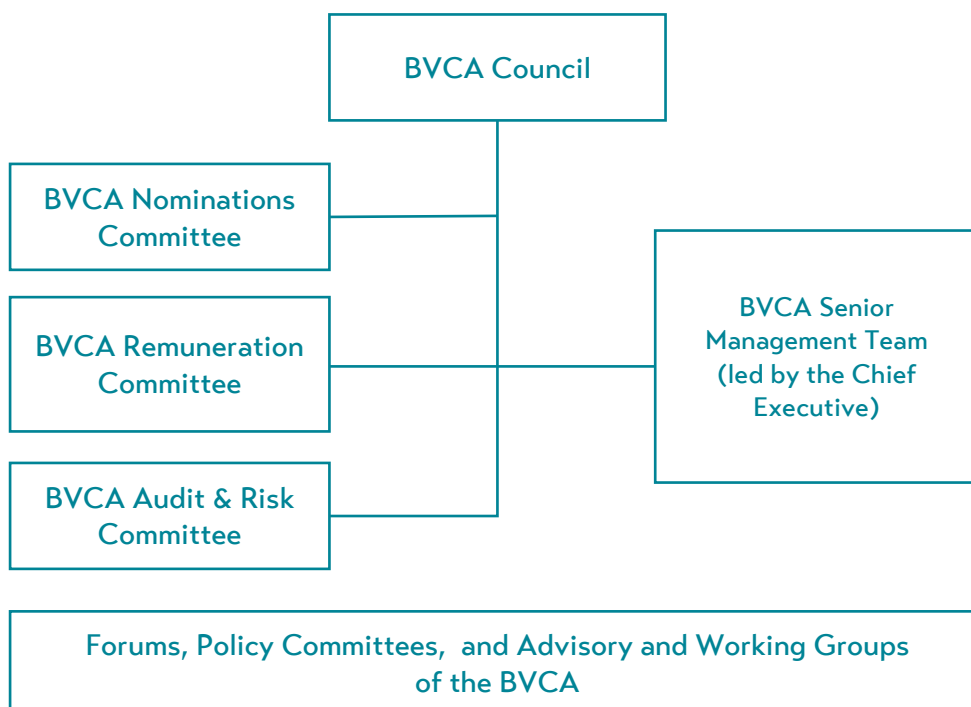 BVCA Council
BVCA Nominations
Committee
BVCA Remuneration
Committee
BVCA Audit & Risk
Committee
BVCA Senior
Management Team
(led by the Chief
Executive)
Forums, Policy Committees,  and Advisory and Working Groups
of the BVCA